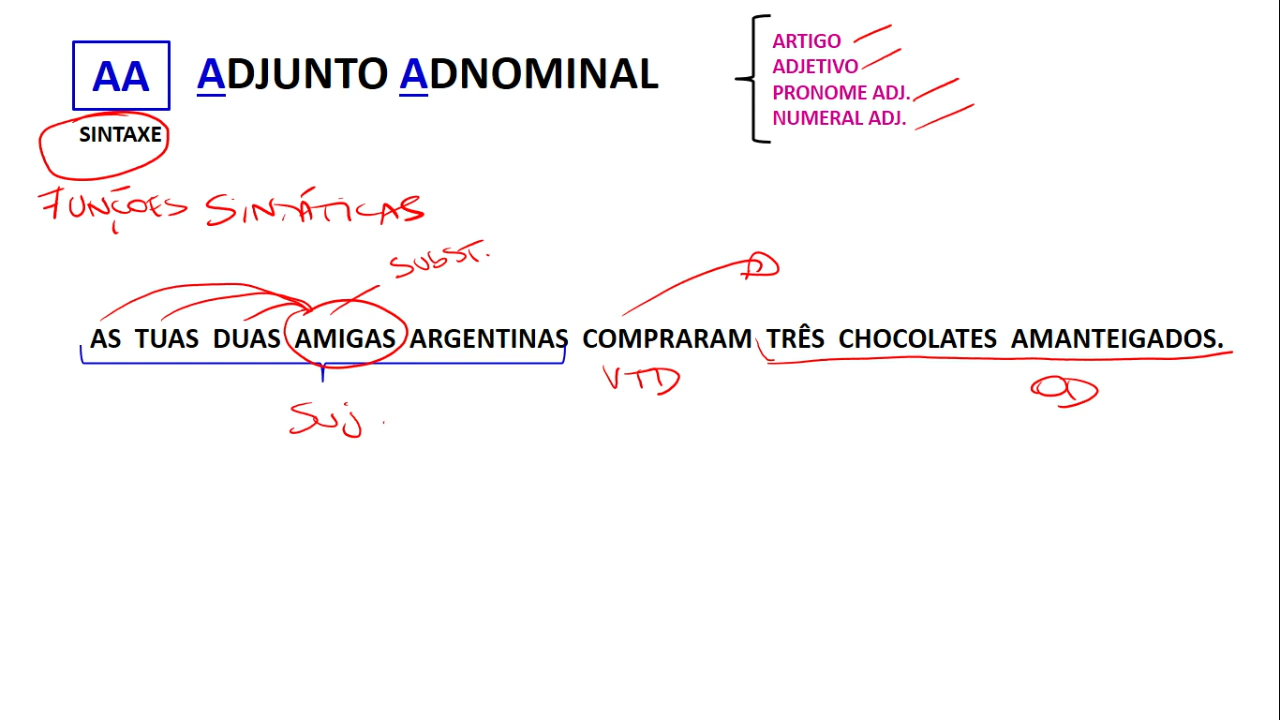 AA ADJUNTO ADNOMINAL
ARTIGO
ADJETIVO
PRONOME ADJ.
NUMERAL ADJ.
SINTAXE
FUNÇÕES SINTÁTICAS
SUBST.
AS TUAS DUAS AMIGAS ARGENTINAS COMPRARAM TRÊS CHOCOLATES AMANTEIGADOS.
VTD
OD
Suj.